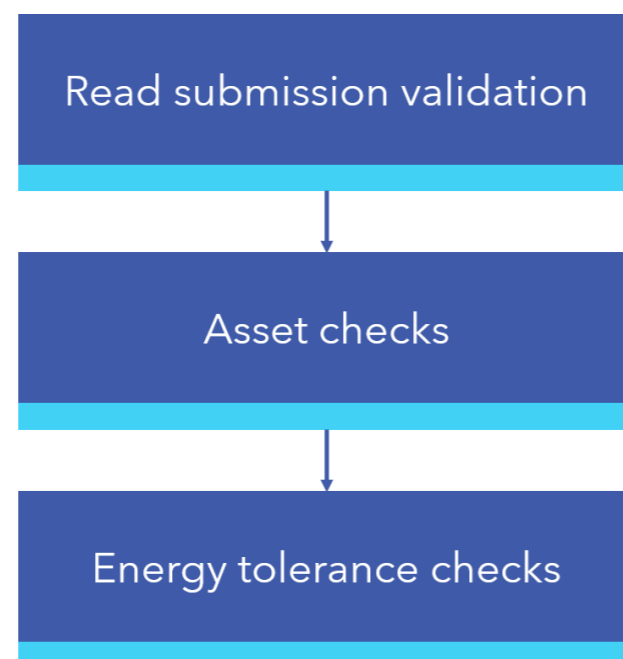 Read submission validation
Asset checks
Energy tolerance checks